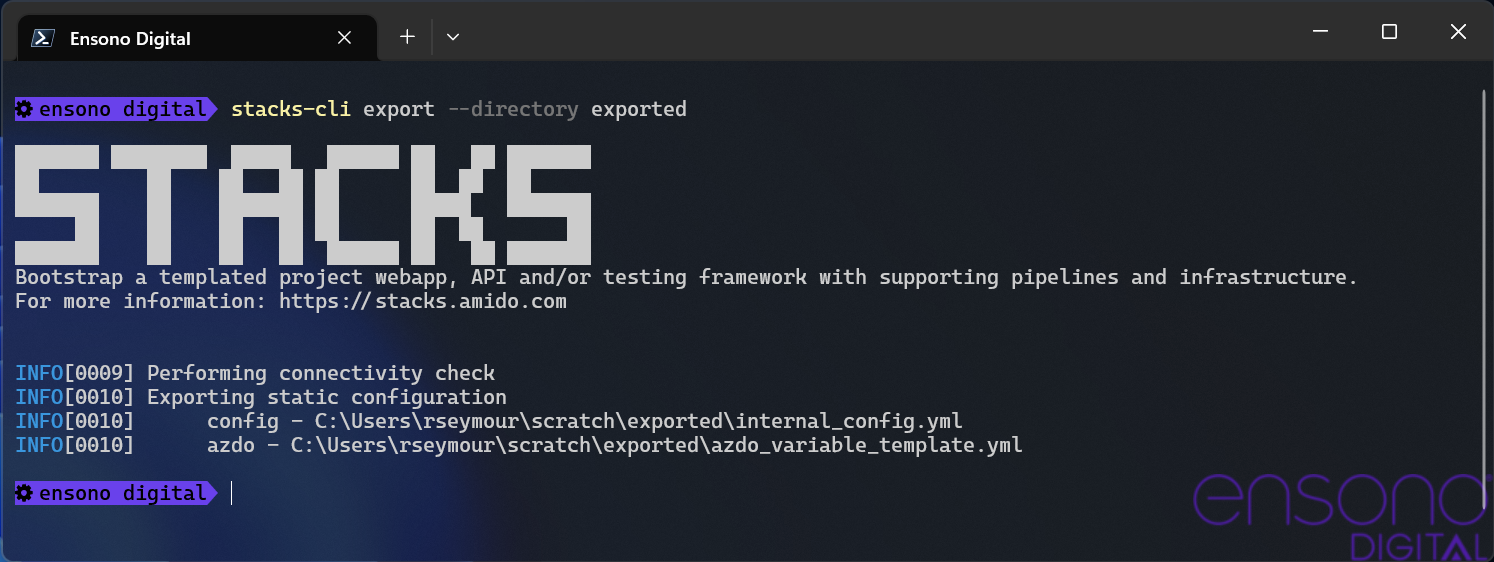 Ensono Digital
ensono digital stacks-cli export --directory exported
STACKS
Bootstrap a templated project webapp, API and/or testing framework with supporting pipelines and infrastructure.
For more information: https://stacks.amido.com
INFO[0009] Performing connectivity check
INFO[0010] Exporting static configuration
INFO[0010]      config - C:\Users\rseymour\scratch\exported\internal_config.yml
INFO[0010]      azdo - C:\Users\rseymour\scratch\exported\azdo_variable_template.yml
ensono digital
ensono
DIGITAL